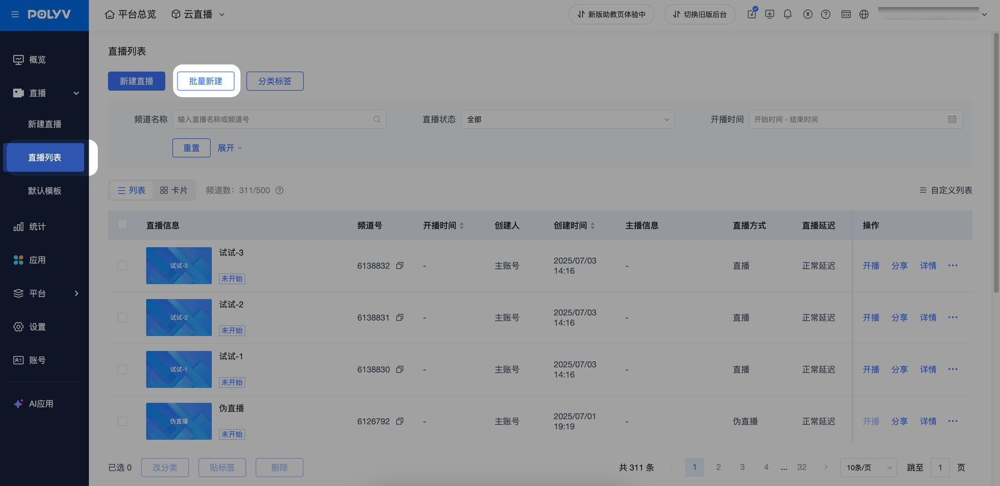 POLYV
平台总览
云直播
新版助教页体验中
切换旧版后台
概览
直播
新建直播
直播列表
默认模板
统计
应用
平台
设置
账号
AI应用
直播列表
新建直播
批量新建
分类标签
频道名称
输入直播名称或频道号
直播状态
全部
开播时间
开始时间 - 结束时间
重置
展开
列表
卡片
频道数：311/500
自定义列表
直播信息 频道号 开播时间 创建人 创建时间 主播信息 直播方式 直播延迟 操作
试试-3
试试-3
未开始
6138832
-
主账号
2025/07/03
14:16
-
直播
正常延迟
开播 分享 详情 ···
试试-2
试试-2
未开始
6138831
-
主账号
2025/07/03
14:16
-
直播
正常延迟
开播 分享 详情 ···
试试-1
试试-1
未开始
6138830
-
主账号
2025/07/03
14:16
-
直播
正常延迟
开播 分享 详情 ···
伪直播
伪直播
未开始
6126792
-
主账号
2025/07/01
19:19
-
伪直播
正常延迟
开播 分享 详情 ···
已选 0
改分类
贴标签
删除
共 311 条
1 2 3 4 ... 32
10条/页
跳至 1 页